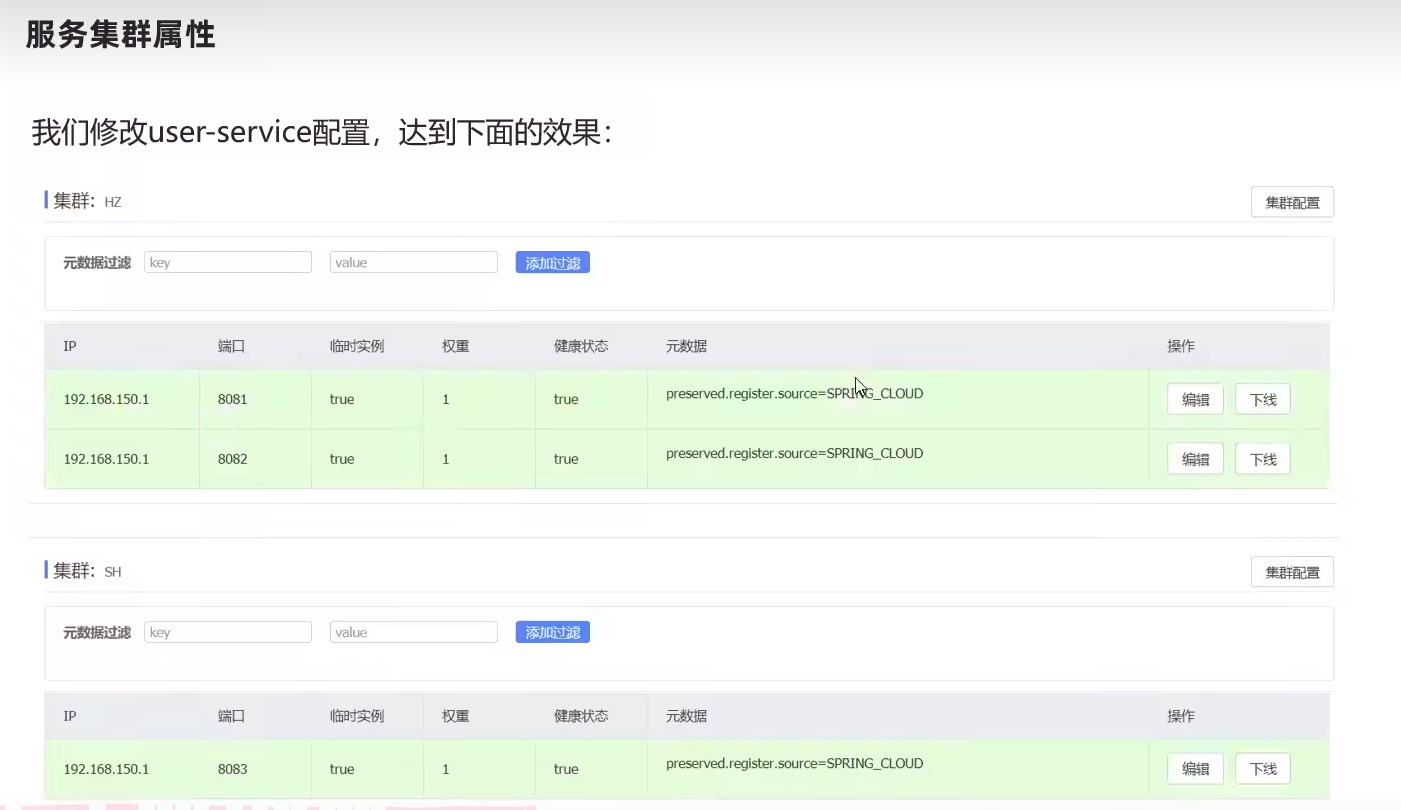 服务集群属性
我们修改user-service配置，达到下面的效果：
集群： HZ 集群配置
元数据过滤 key value 添加过滤
IP 端口 临时实例 权重 健康状态 元数据 操作
192.168.150.1 8081 true 1 true preserved.register.source=SPRING_CLOUD 编辑 下线
192.168.150.1 8082 true 1 true preserved.register.source=SPRING_CLOUD 编辑 下线
集群： SH 集群配置
元数据过滤 key value 添加过滤
IP 端口 临时实例 权重 健康状态 元数据 操作
192.168.150.1 8083 true 1 true preserved.register.source=SPRING_CLOUD 编辑 下线